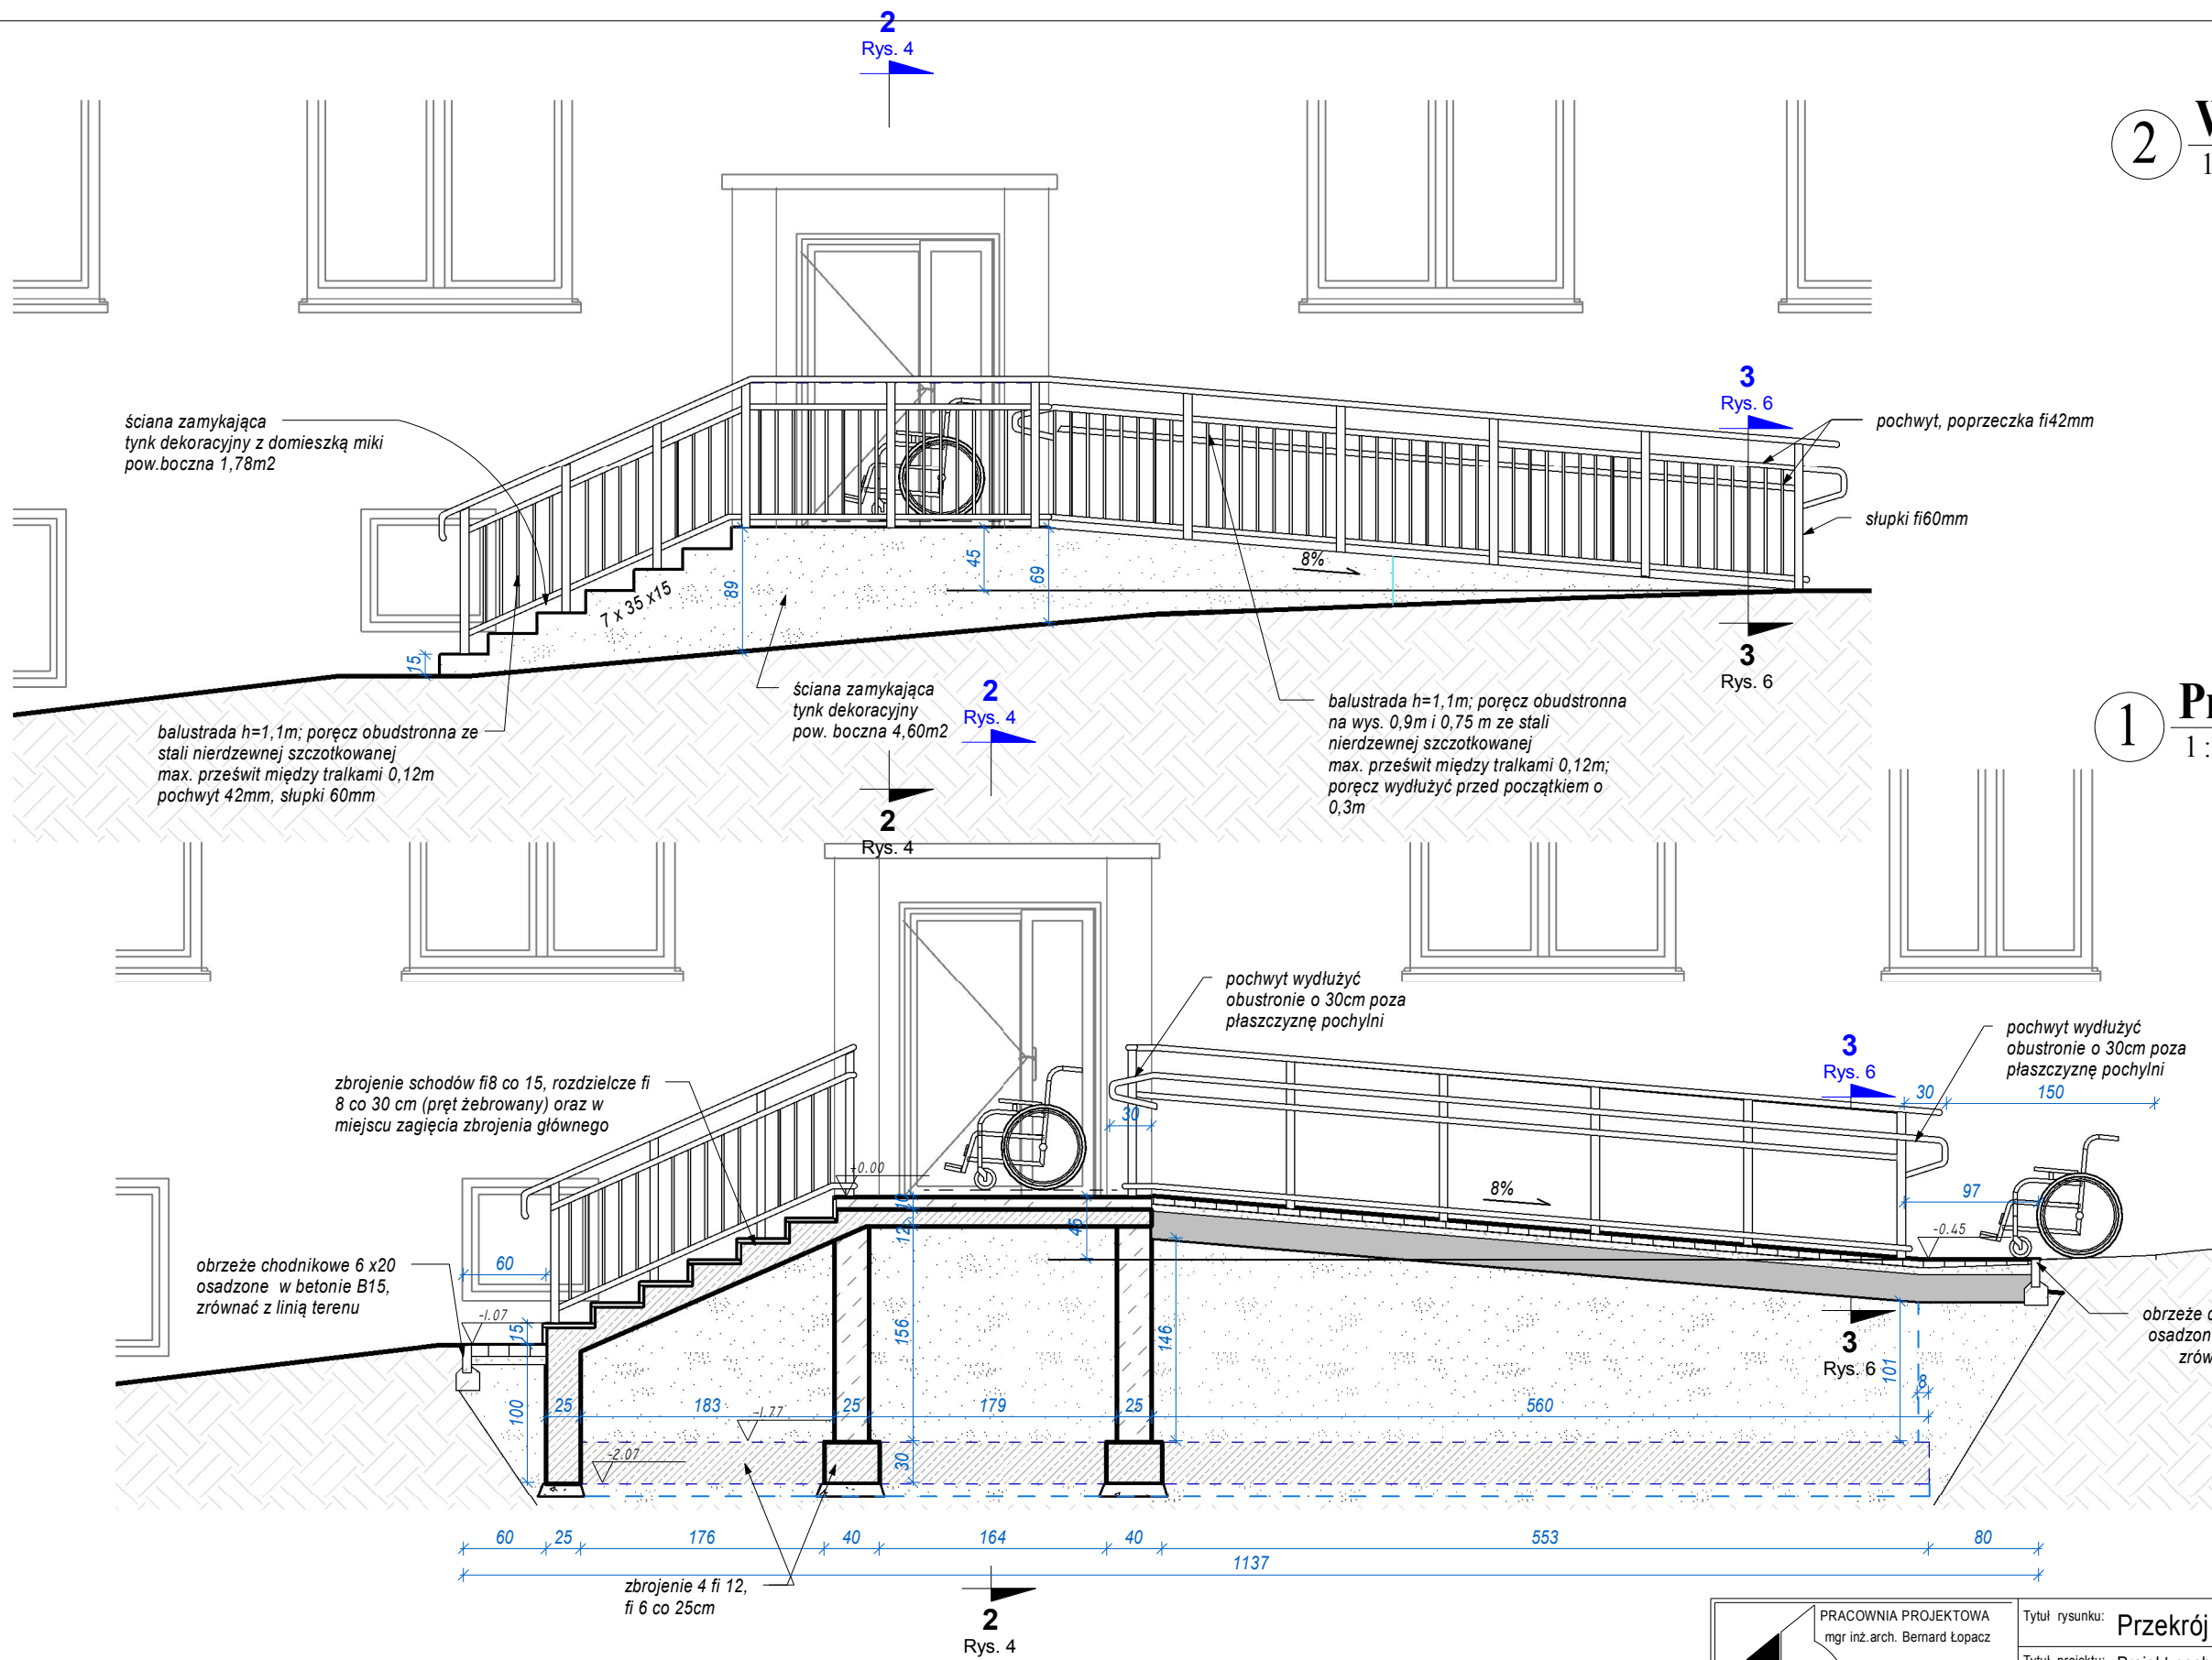 2
Rys. 4
2
1
ściana zamykająca
tynk dekoracyjny z domieszką miki
pow.boczna 1,78m2
3
Rys. 6
pochwyt, poprzeczka fi42mm
słupki fi60mm
45
69
89
8%
7 x 35 x15
15
3
Rys. 6
ściana zamykająca
tynk dekoracyjny
pow. boczna 4,60m2
2
Rys. 4
balustrada h=1,1m; poręcz obudstronna
na wys. 0,9m i 0,75 m ze stali
nierdzewnej szczotkowanej
max. prześwit między tralkami 0,12m;
poręcz wydłużyć przed początkiem o
0,3m
balustrada h=1,1m; poręcz obudstronna ze
stali nierdzewnej szczotkowanej
max. prześwit między tralkami 0,12m
pochwyt 42mm, słupki 60mm
1
1 :
2
Rys. 4
pochwyt wydłużyć
obustronie o 30cm poza
płaszczyznę pochylni
pochwyt wydłużyć
obustronie o 30cm poza
płaszczyznę pochylni
3
Rys. 6
30
150
zbrojenie schodów fi8 co 15, rozdzielcze fi
8 co 30 cm (pręt żebrowany) oraz w
miejscu zagięcia zbrojenia głównego
30
+0.00
8%
97
-0.45
10
12
45
obrzeże chodnikowe 6 x20
osadzone w betonie B15,
zrównać z linią terenu
60
-1.07
15
156
146
3
Rys. 6
101
8
100
25
183
-1.77
25
179
25
560
-2.07
30
60
25
176
40
164
40
553
80
1137
zbrojenie 4 fi 12,
fi 6 co 25cm
2
Rys. 4
PRACOWNIA PROJEKTOWA
mgr inż.arch. Bernard Łopacz
Tytuł rysunku: Przekrój